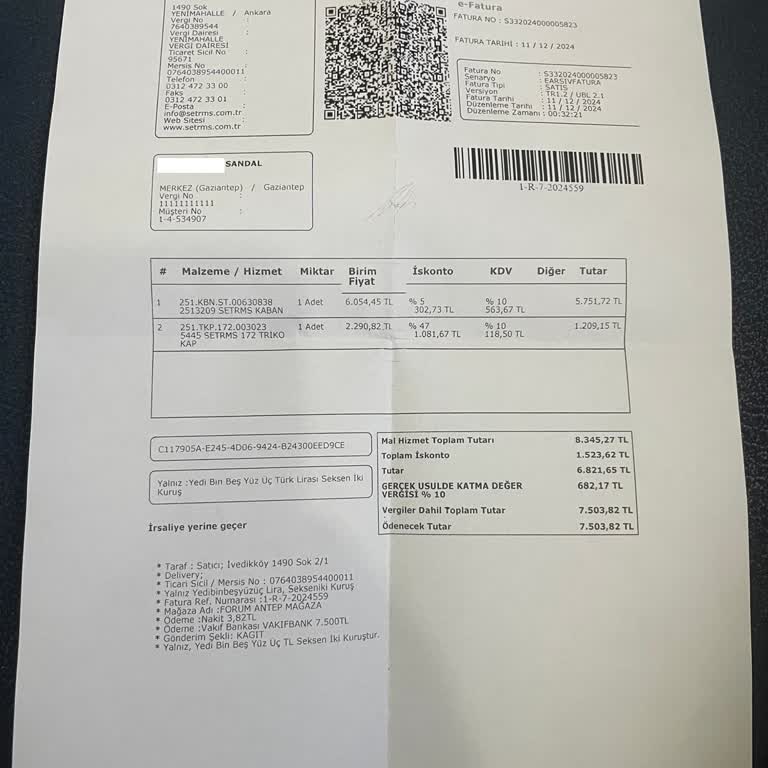 1490 Sok
YENİMAHALLE / Ankara
Vergi No :
7640389544
Vergi Dairesi :
YENİMAHALLE
VERGİ DAİRESİ
Ticaret Sicil No :
95671
Mersis No :
0764038954400011
Telefon :
0312 472 33 00
Faks :
0312 472 33 01
E-Posta :
info@setrms.com.tr
Web Sitesi :
www.setrms.com.tr
e-Fatura
FATURA NO : S332024000005823
FATURA TARİHİ : 11 / 12 / 2024
Fatura No : S332024000005823
Senaryo : EARSIVFATURA
Fatura Tipi : SATIS
Versiyon : TR1.2 / UBL 2.1
Fatura Tarihi : 11 / 12 / 2024
Düzenleme Tarihi : 11 / 12 / 2024
Düzenleme Zamanı : 00:32:21
SANDAL
MERKEZ (Gaziantep) / Gaziantep
Vergi No :
11111111111
Müşteri No :
1-4-534907
1-R-7-2024559
# Malzeme / Hizmet Miktar Birim Fiyat İskonto KDV Diğer Tutar
1 251.KBN.ST.00630838 1 Adet 6.054,45 TL % 5 % 10 5.751,72 TL
2513209 SETRMS KABAN 302,73 TL 563,67 TL
2 251.TKP.172.003023 1 Adet 2.290,82 TL % 47 % 10 1.209,15 TL
5445 SETRMS 172 TRİKO 1.081,67 TL 118,50 TL
KAP
C117905A-E245-4D06-9424-B24300EED9CE
Yalnız :Yedi Bin Beş Yüz Üç Türk Lirası Seksen İki
Kuruş
İrsaliye yerine geçer
Mal Hizmet Toplam Tutarı 8.345,27 TL
Toplam İskonto 1.523,62 TL
Tutar 6.821,65 TL
GERÇEK USULDE KATMA DEĞER 682,17 TL
VERGİSİ % 10
Vergiler Dahil Toplam Tutar 7.503,82 TL
Ödenecek Tutar 7.503,82 TL
* Taraf : Satıcı; İvedikköy 1490 Sok 2/1
* Delivery;
* Ticari Sicil / Mersis No : 0764038954400011
* Yalnız Yedibinbeşyüzüç Lira, Sekseniki Kuruş
* Fatura Ref. Numarası :1-R-7-2024559
* Mağaza Adı :FORUM ANTEP MAĞAZA
* Ödeme :Nakit 3,82TL
* Ödeme :Vakıf Bankası VAKIFBANK 7.500TL
* Gönderim Şekli: KAGIT
* Yalnız, Yedi Bin Beş Yüz Üç TL Seksen İki Kuruştur.